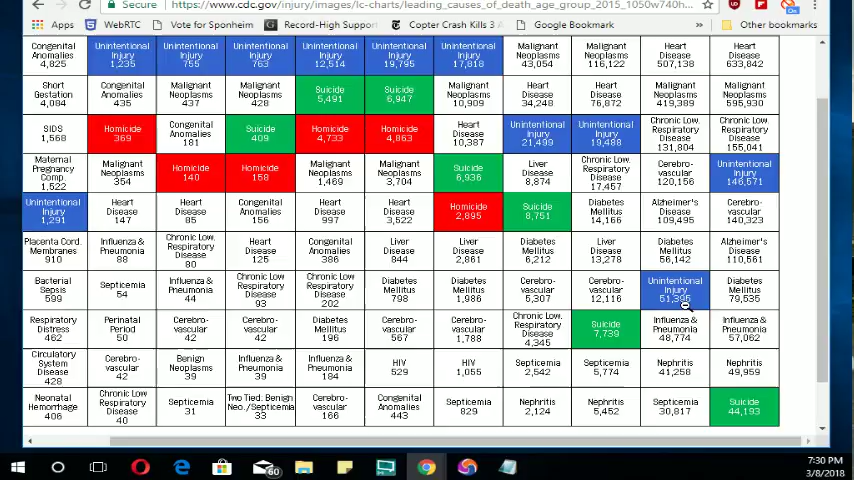 Secure https://www.cdc.gov/injury/images/lc-charts/leading_causes_of_death_age_group_2015_1050w740h...
Apps WebRTC Vote for Sponheim Record-High Support Copter Crash Kills 3 Google Bookmark » Other bookmarks
Congenital Anomalies 4,825
Unintentional Injury 1,235
Unintentional Injury 755
Unintentional Injury 763
Unintentional Injury 12,514
Unintentional Injury 19,795
Unintentional Injury 17,818
Malignant Neoplasms 43,054
Malignant Neoplasms 116,122
Heart Disease 507,138
Heart Disease 633,842
Short Gestation 4,084
Congenital Anomalies 435
Malignant Neoplasms 437
Malignant Neoplasms 428
Suicide 5,491
Suicide 6,947
Malignant Neoplasms 10,909
Heart Disease 34,248
Heart Disease 76,872
Malignant Neoplasms 419,389
Malignant Neoplasms 595,930
SIDS 1,568
Homicide 369
Congenital Anomalies 181
Suicide 409
Homicide 4,733
Homicide 4,863
Heart Disease 10,387
Unintentional Injury 21,499
Unintentional Injury 19,488
Chronic Low. Respiratory Disease 131,804
Chronic Low. Respiratory Disease 155,041
Maternal Pregnancy Comp. 1,522
Malignant Neoplasms 354
Homicide 140
Homicide 158
Malignant Neoplasms 1,469
Malignant Neoplasms 3,704
Suicide 6,936
Liver Disease 8,874
Chronic Low. Respiratory Disease 17,457
Cerebro-vascular 120,156
Unintentional Injury 146,571
Unintentional Injury 1,291
Heart Disease 147
Heart Disease 85
Congenital Anomalies 156
Heart Disease 997
Heart Disease 3,522
Homicide 2,895
Suicide 8,751
Diabetes Mellitus 14,166
Alzheimer's Disease 109,495
Cerebro-vascular 140,323
Placenta Cord. Membranes 910
Influenza & Pneumonia 88
Chronic Low. Respiratory Disease 80
Heart Disease 125
Congenital Anomalies 386
Liver Disease 844
Liver Disease 2,861
Diabetes Mellitus 6,212
Liver Disease 13,278
Diabetes Mellitus 56,142
Alzheimer's Disease 110,561
Bacterial Sepsis 599
Septicemia 54
Influenza & Pneumonia 44
Chronic Low Respiratory Disease 93
Chronic Low Respiratory Disease 202
Diabetes Mellitus 798
Diabetes Mellitus 1,986
Cerebro-vascular 5,307
Cerebro-vascular 12,116
Unintentional Injury 51,395
Diabetes Mellitus 79,535
Respiratory Distress 462
Perinatal Period 50
Cerebro-vascular 42
Cerebro-vascular 42
Diabetes Mellitus 196
Cerebro-vascular 567
Cerebro-vascular 1,788
Chronic Low. Respiratory Disease 4,345
Suicide 7,739
Influenza & Pneumonia 48,774
Influenza & Pneumonia 57,062
Circulatory System Disease 428
Cerebro-vascular 42
Benign Neoplasms 39
Influenza & Pneumonia 39
Influenza & Pneumonia 184
HIV 529
HIV 1,055
Septicemia 2,542
Septicemia 5,774
Nephritis 41,258
Nephritis 49,959
Neonatal Hemorrhage 406
Chronic Low Respiratory Disease 40
Septicemia 31
Two Tied: Benign Neo./Septicemia 33
Cerebro-vascular 166
Congenital Anomalies 443
Septicemia 829
Nephritis 2,124
Nephritis 5,452
Septicemia 30,817
Suicide 44,193
60
7:30 PM
3/8/2018